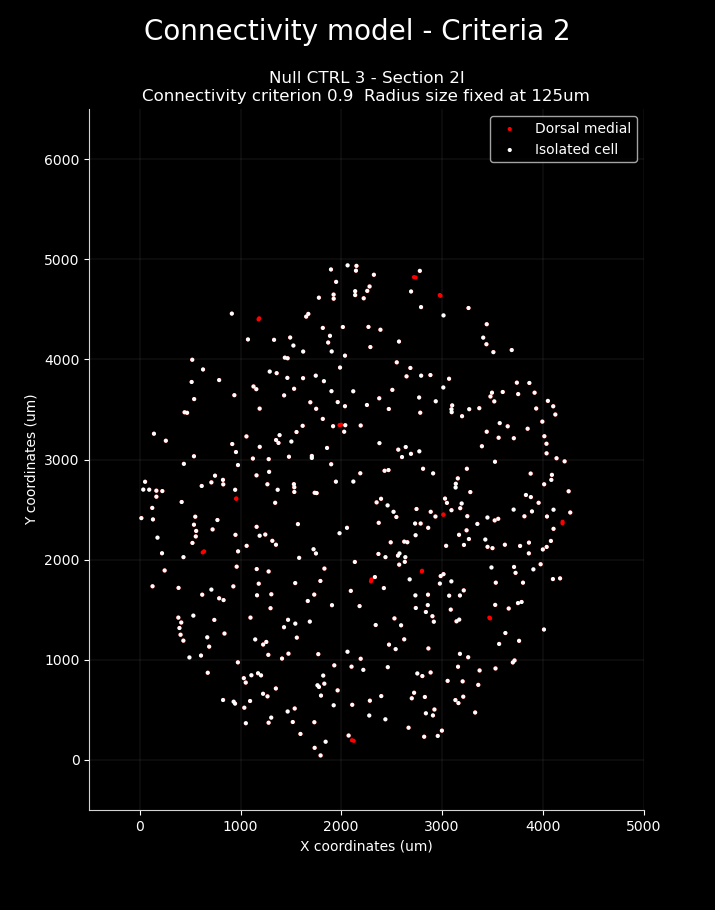 Connectivity model - Criteria 2
Null CTRL 3 - Section 2l
Connectivity criterion 0.9  Radius size fixed at 125um
Dorsal medial
Isolated cell
6000
5000
4000
3000
2000
1000
0
Y coordinates (um)
0 1000 2000 3000 4000 5000
X coordinates (um)